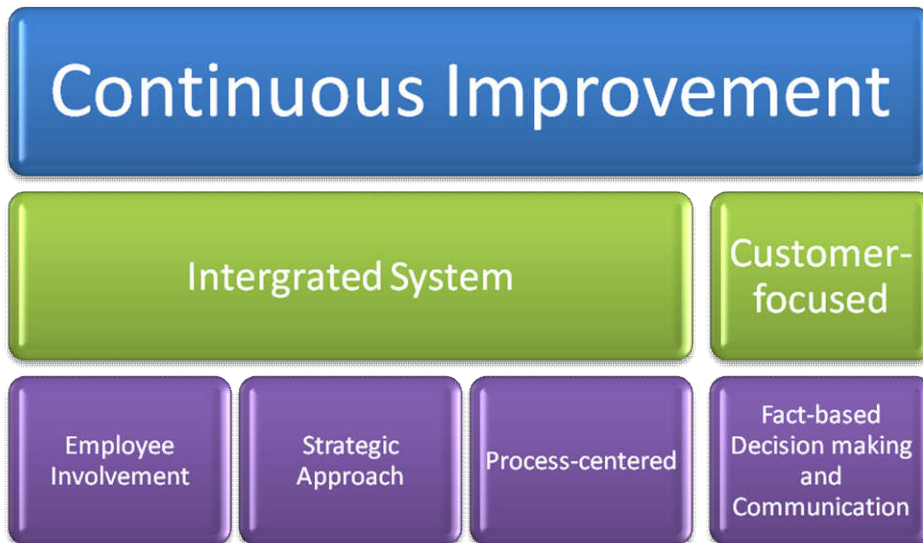 Continuous Improvement
Intergrated System
Customer-
focused
Employee
Involvement
Strategic
Approach
Process-centered
Fact-based
Decision making
and
Communication